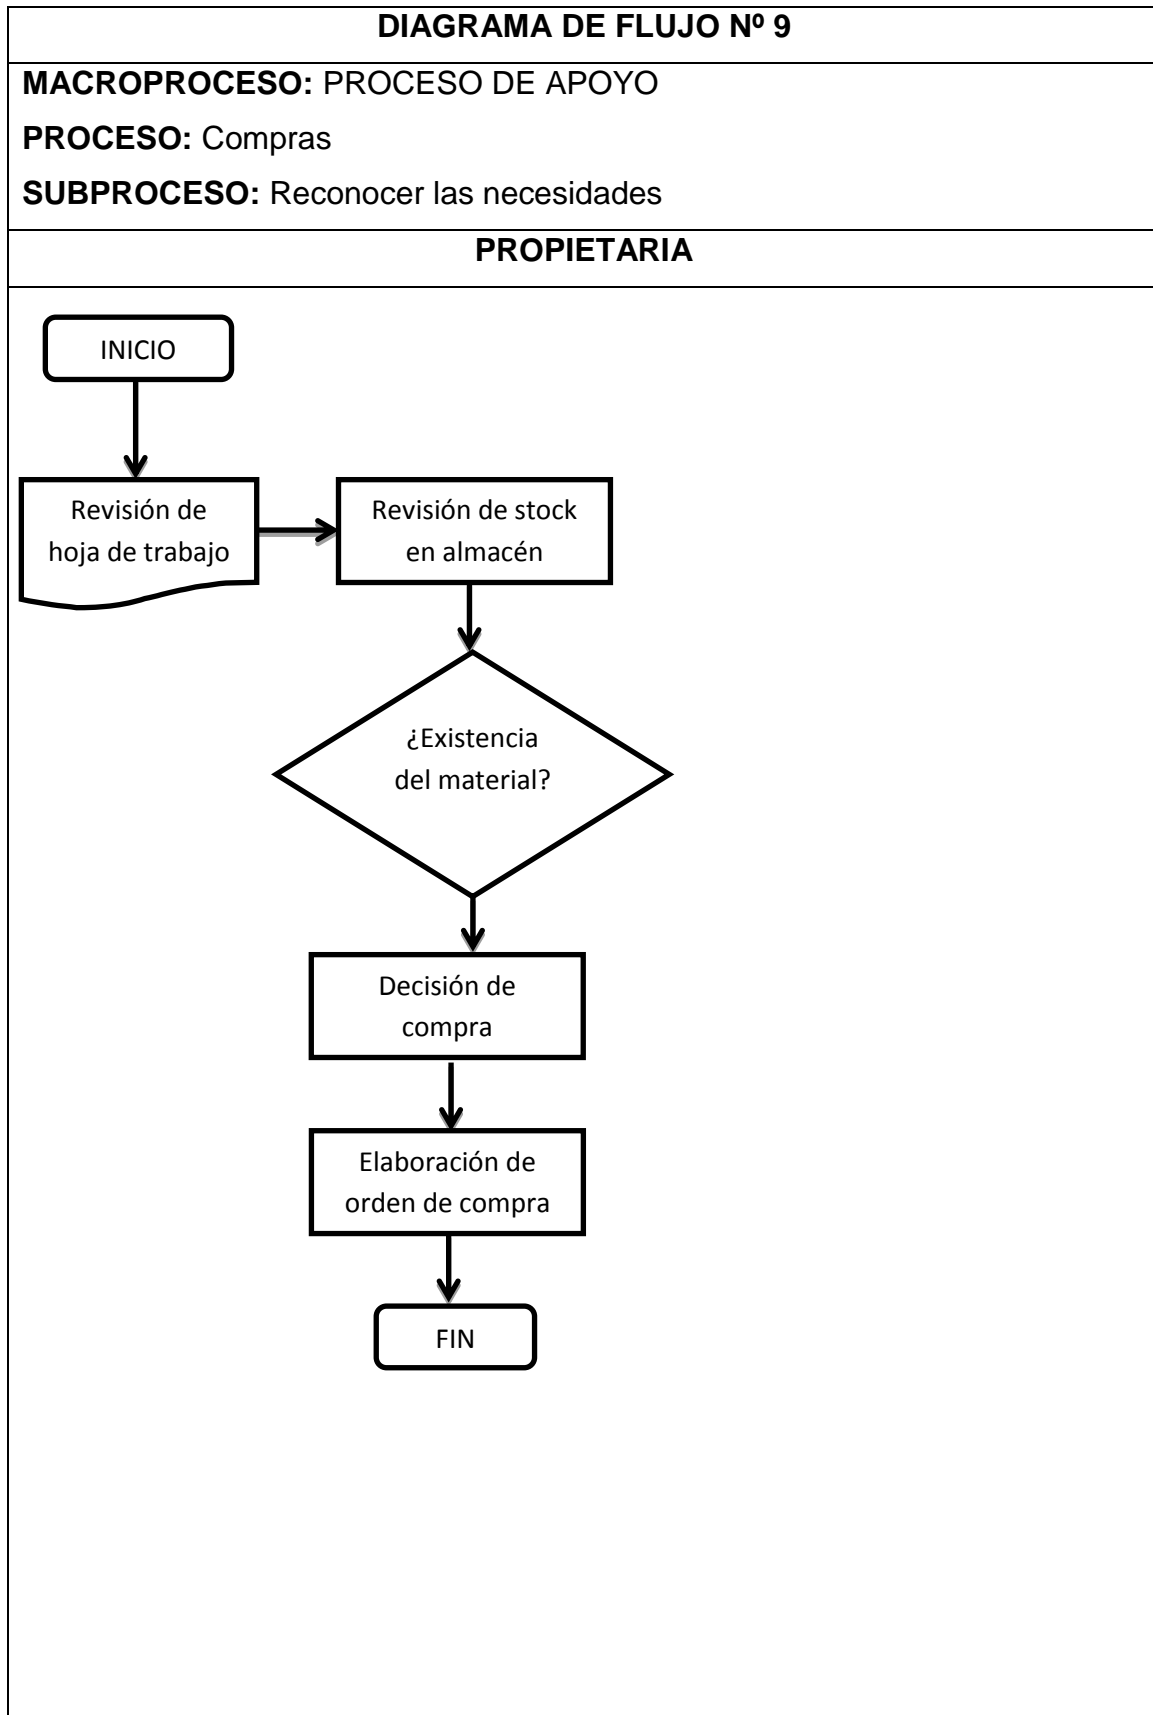 DIAGRAMA DE FLUJO Nº 9
MACROPROCESO: PROCESO DE APOYO
PROCESO: Compras
SUBPROCESO: Reconocer las necesidades
PROPIETARIA
INICIO
Revisión de
hoja de trabajo
Revisión de stock
en almacén
¿Existencia
del material?
Decisión de
compra
Elaboración de
orden de compra
FIN